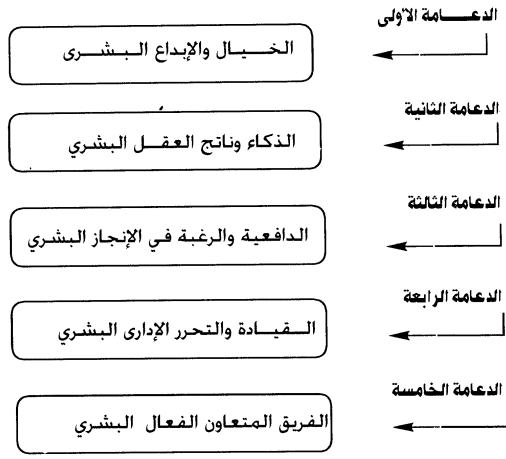 الدعامة الأولى
الخيال والإبداع البشرى
الدعامة الثانية
الذكاء وناتج العقل البشري
الدعامة الثالثة
الدافعية والرغبة في الإنجاز البشري
الدعامة الرابعة
القيادة والتحرر الإدارى البشري
الدعامة الخامسة
الفريق المتعاون الفعال البشري